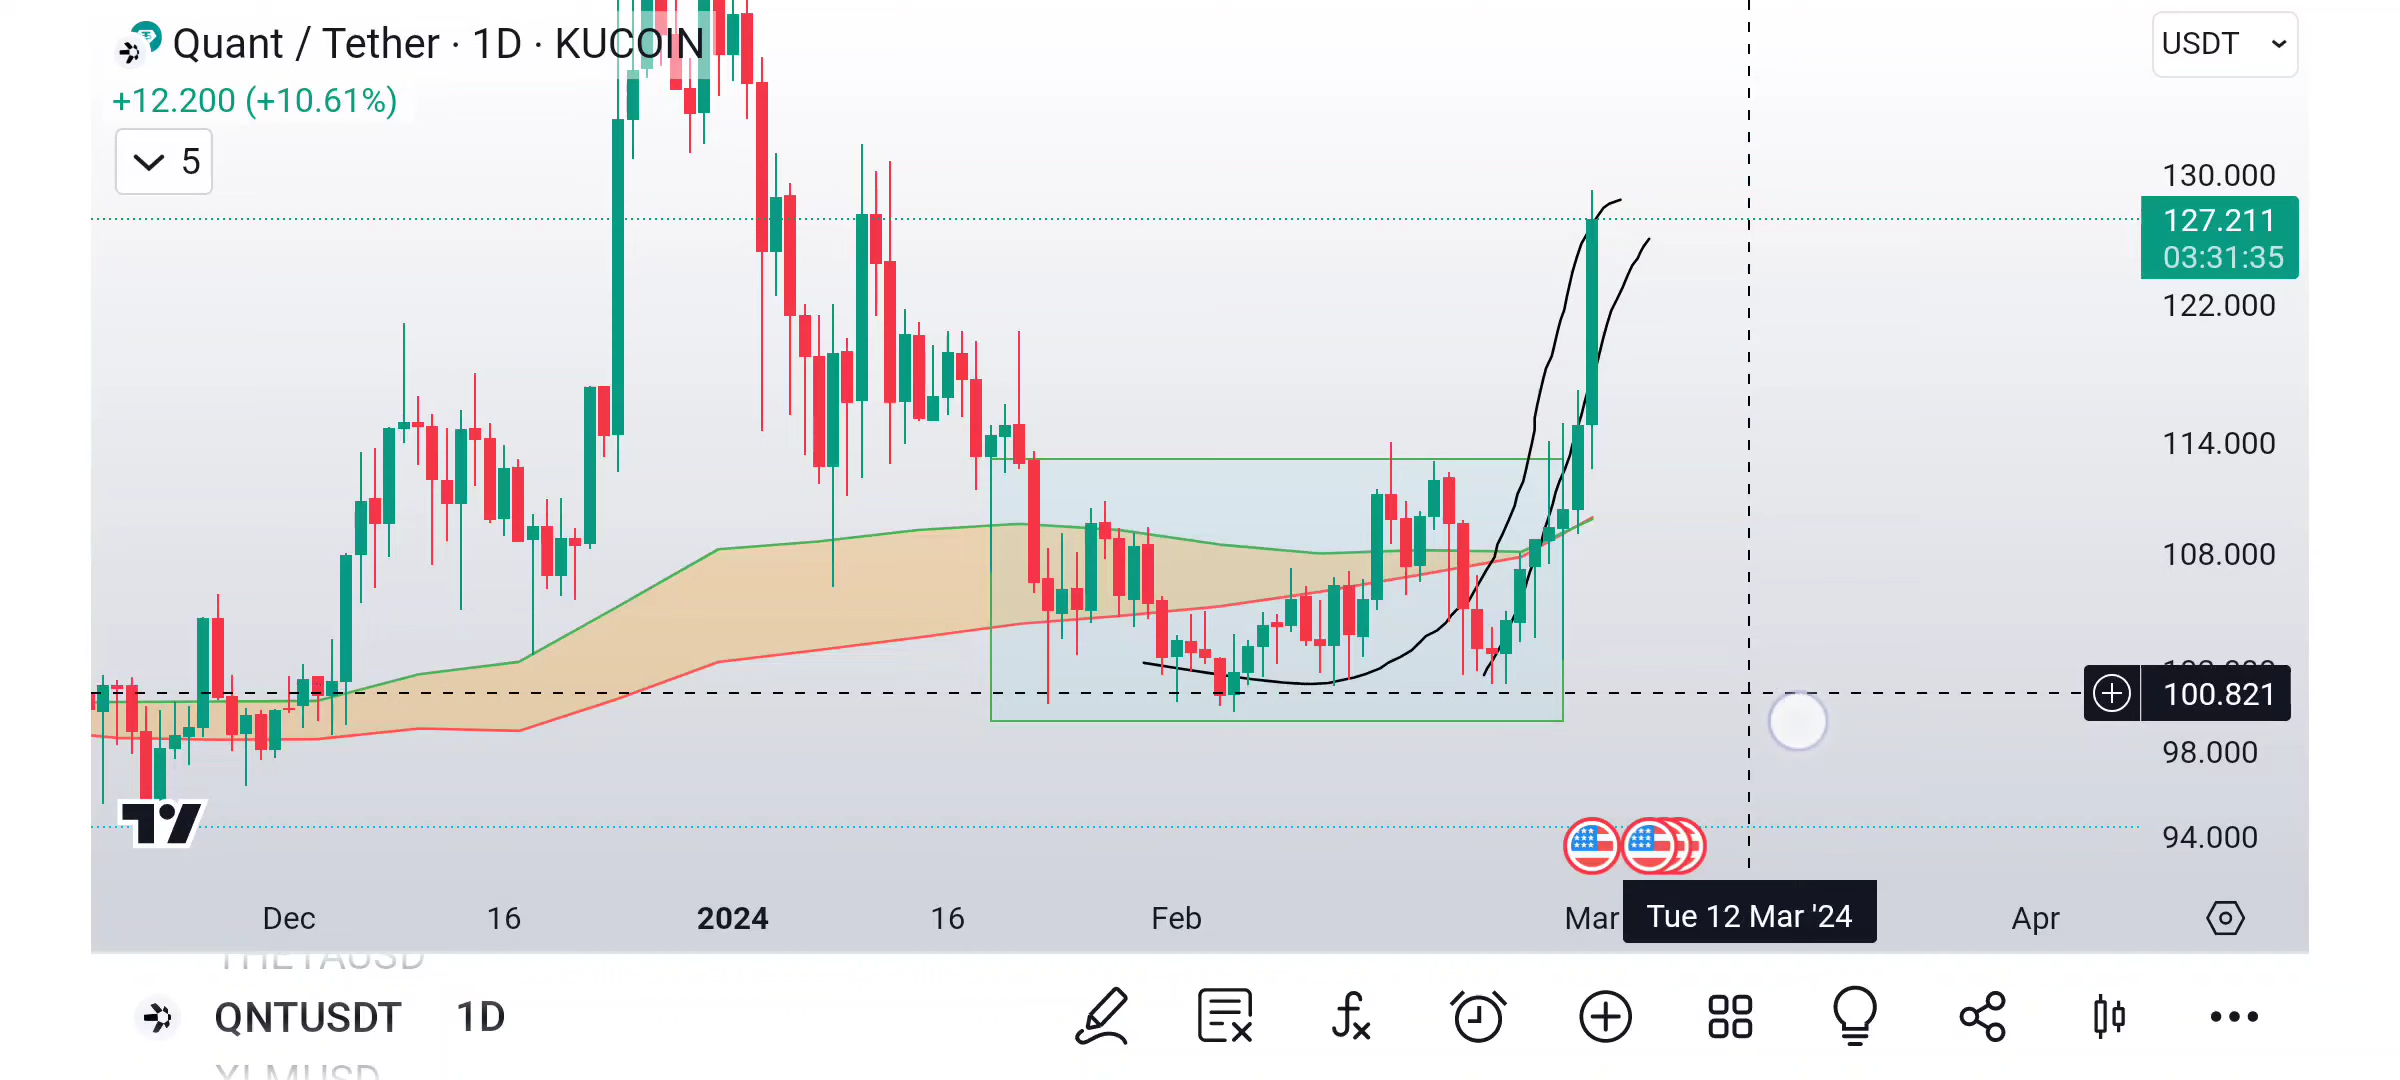 Quant / Tether · 1D · KUCOIN
USDT
+12.200 (+10.61%)
5
130.000
127.211
03:31:35
122.000
114.000
108.000
100.821
98.000
94.000
Dec 16 2024 16 Feb Mar Tue 12 Mar '24 Apr
THETAUSD
QNTUSDT 1D
XLMUSD